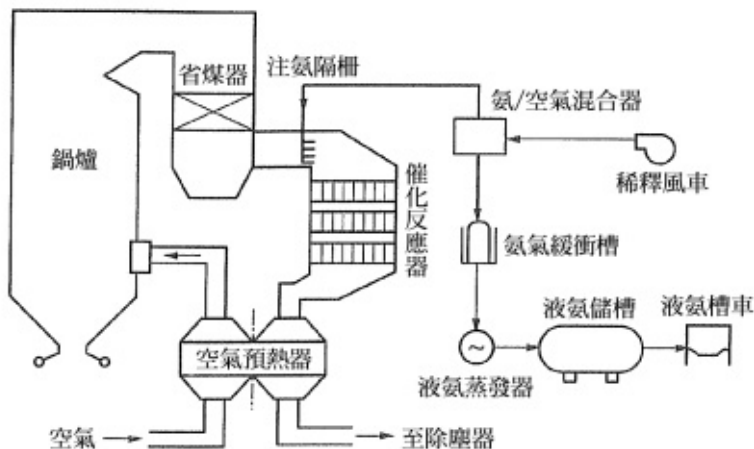 省煤器
注氨隔柵
氨/空氣混合器
鍋爐
稀釋風車
催化反應器
氨氣緩衝槽
液氨儲槽
液氨槽車
空氣預熱器
液氨蒸發器
空氣
至除塵器